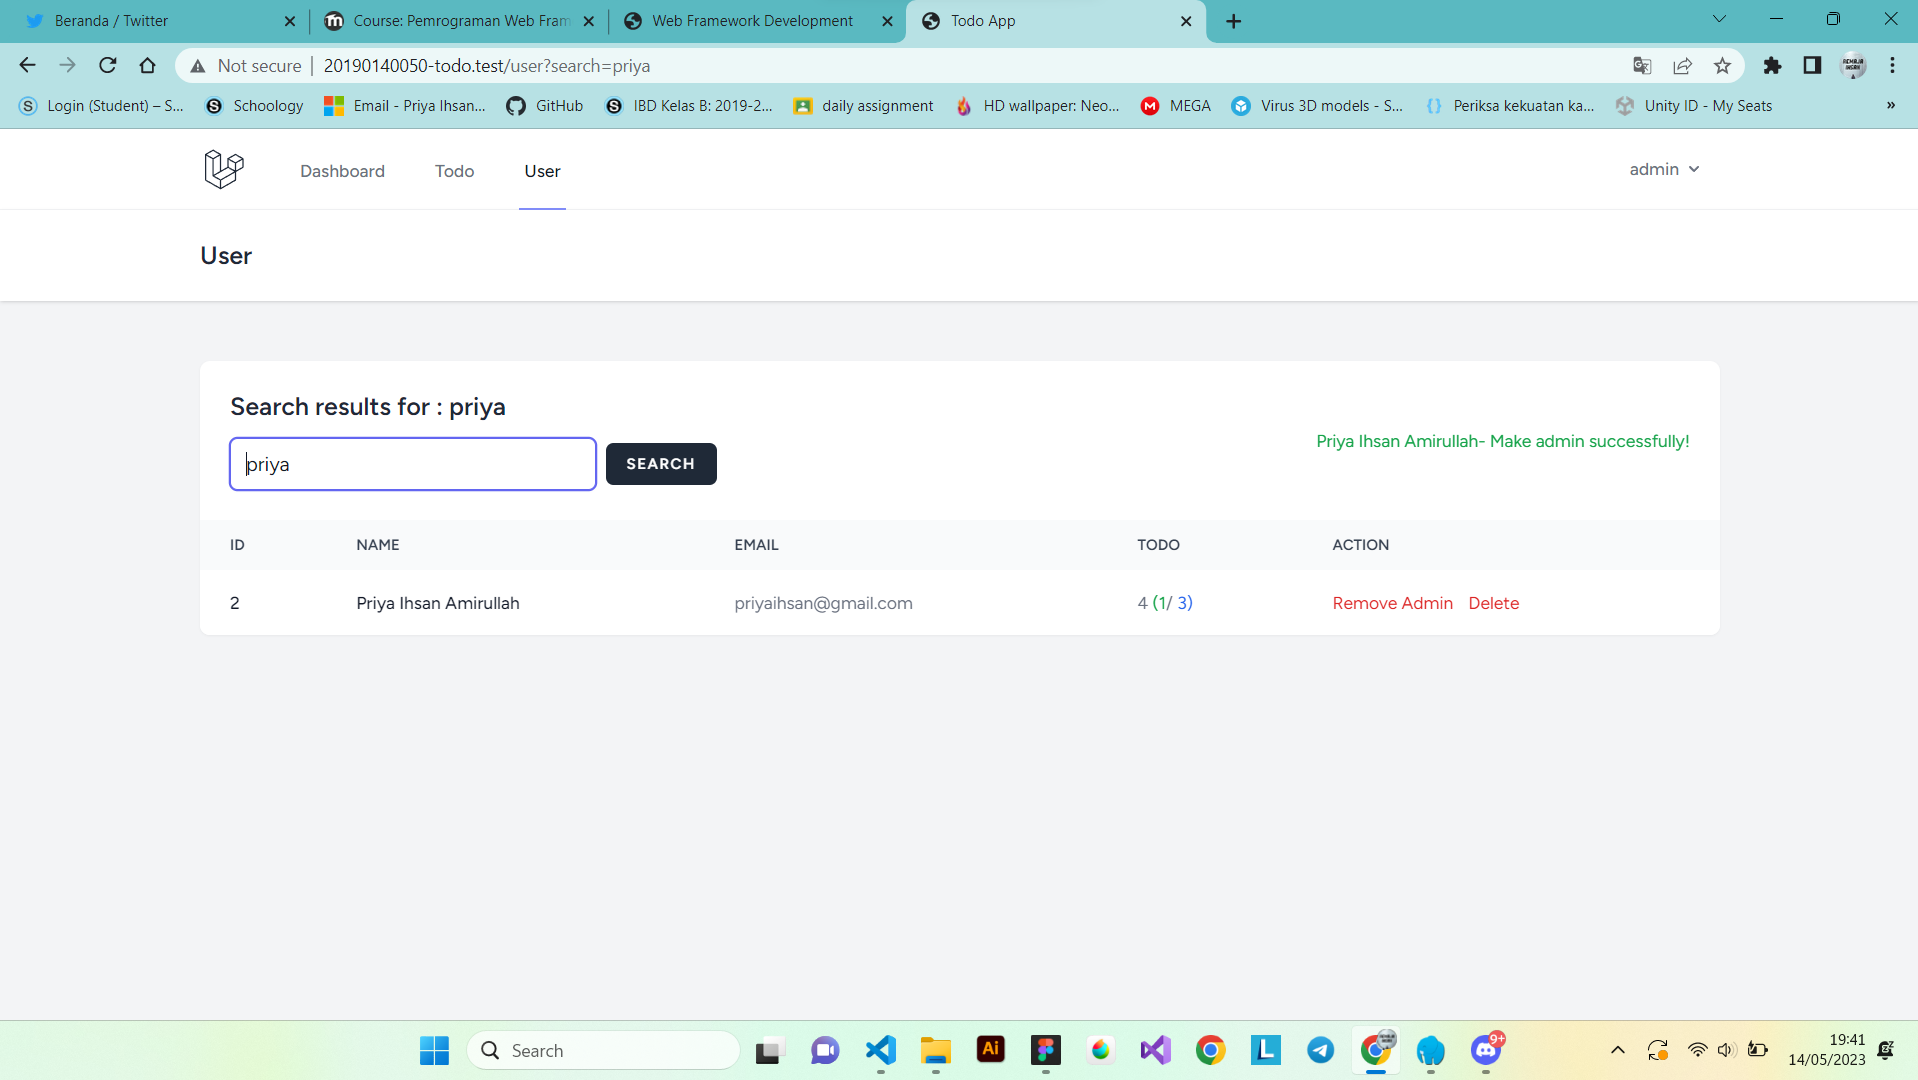 Beranda / Twitter
Course: Pemrograman Web Fram
Web Framework Development
Todo App
Not secure
20190140050-todo.test/user?search=priya
Login (Student) – S...
Schoology
Email - Priya Ihsan...
GitHub
IBD Kelas B: 2019-2...
daily assignment
HD wallpaper: Neo...
MEGA
Virus 3D models - S...
Periksa kekuatan ka...
Unity ID - My Seats
»
Dashboard
Todo
User
admin
User
Search results for : priya
Priya Ihsan Amirullah- Make admin successfully!
priya
SEARCH
ID NAME EMAIL TODO ACTION
2 Priya Ihsan Amirullah priyaihsan@gmail.com 4 (1/ 3) Remove Admin Delete
Search
Ai
L
9+
19:41
14/05/2023